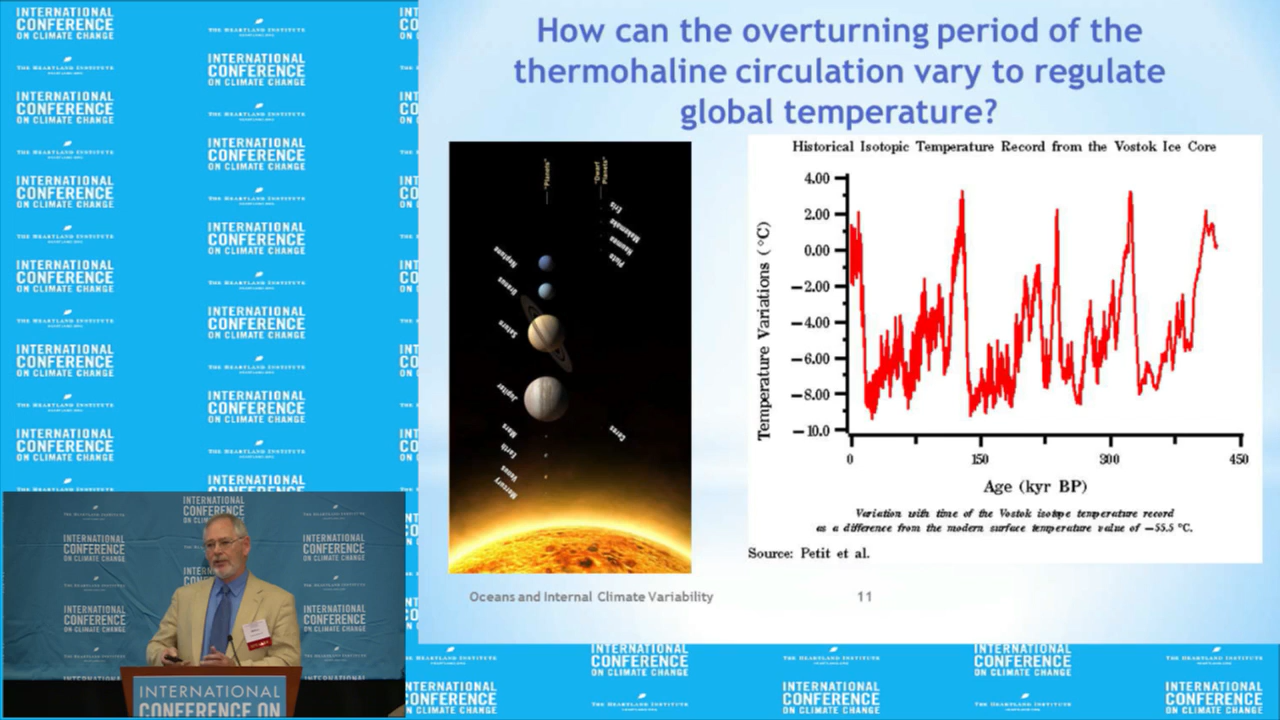 How can the overturning period of the
thermohaline circulation vary to regulate
global temperature?
"Planets"
"Dwarf
Planets"
Eris
Makemake
Haumea
Pluto
Neptune
Uranus
Saturn
Jupiter
Mars
Earth
Venus
Mercury
Ceres
Historical Isotopic Temperature Record from the Vostok Ice Core
Temperature Variations (°C)
4.00
2.00
0.00
−2.00
−4.00
−6.00
−8.00
−10.0
0
150
300
450
Age (kyr BP)
Variation with time of the Vostok isotope temperature record
as a difference from the modern surface temperature value of −55.5 °C.
Source: Petit et al.
Oceans and Internal Climate Variability
11
INTERNATIONAL
CONFERENCE
ON CLIMATE CHANGE
THE HEARTLAND INSTITUTE
INTERNATIONAL
CONFERENCE ON